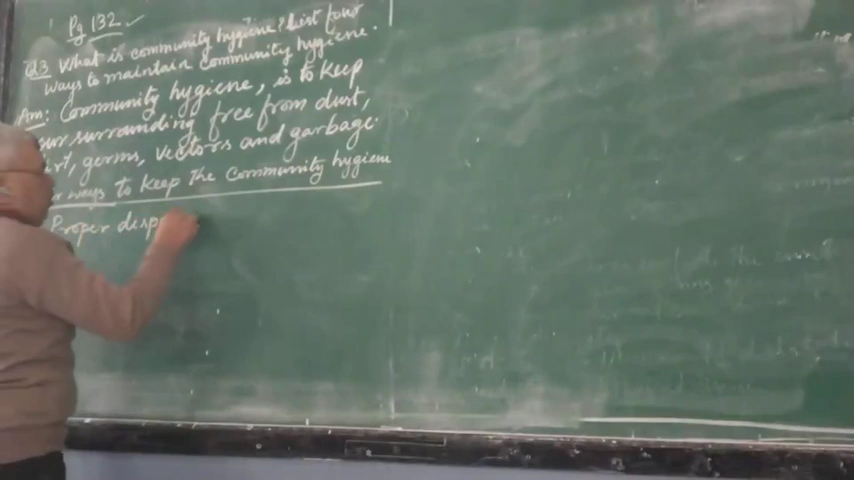 Pg 132
Q3 What is community hygiene? List four
ways to maintain community hygiene.
Ans: Community hygiene, is to keep
our surrounding free from dust,
dirt, germs, vectors and garbage.
ways to keep the community hygiene
Proper desp